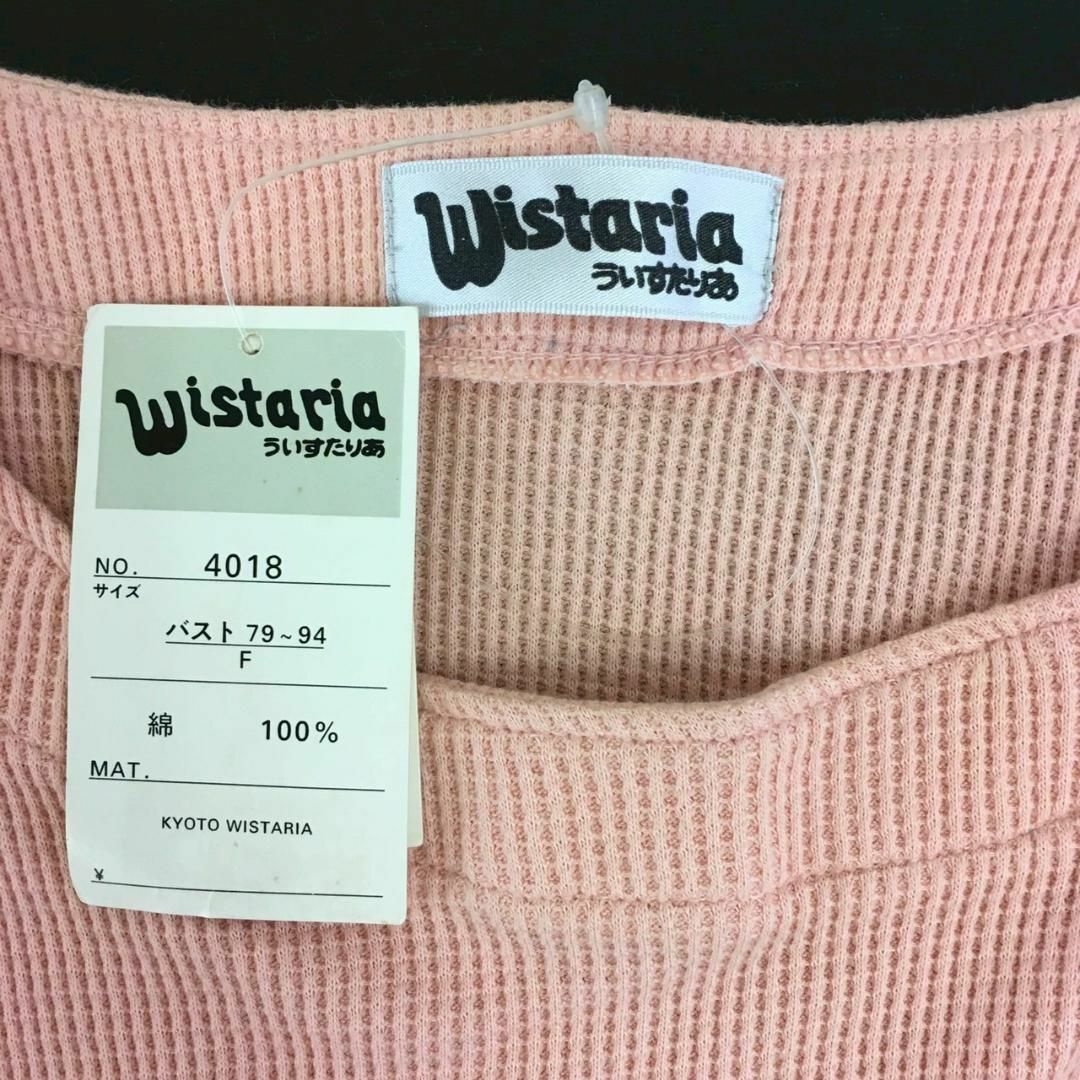 Wistaria
ういすたりあ
Wistaria
ういすたりあ
NO. 4018
サイズ
バスト 79~94
F
綿 100%
MAT.
KYOTO WISTARIA
¥